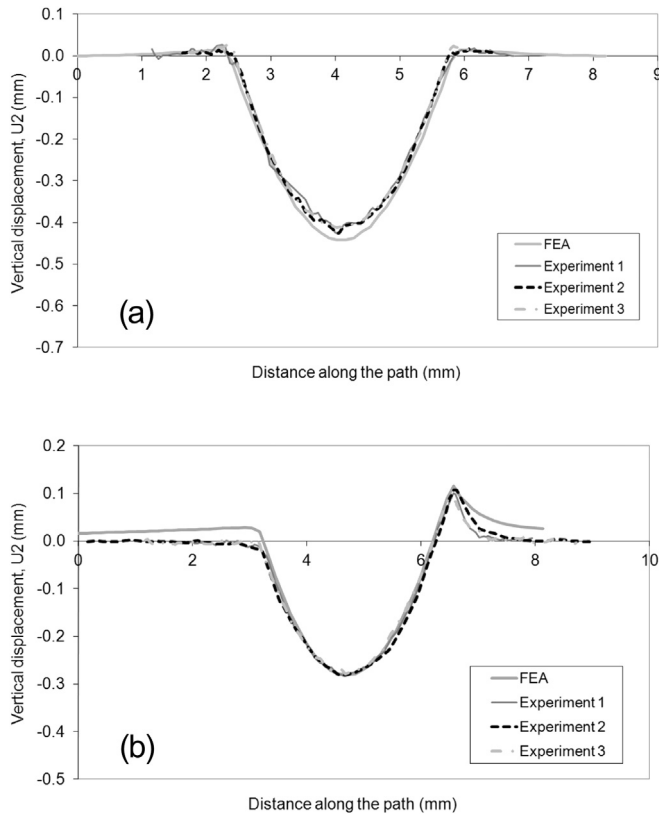 0.1
0.0
-0.1
-0.2
-0.3
-0.4
-0.5
-0.6
-0.7
0 1 2 3 4 5 6 7 8 9
Vertical displacement, U2 (mm)
FEA
Experiment 1
Experiment 2
Experiment 3
(a)
Distance along the path (mm)
0.2
0.1
0.0
-0.1
-0.2
-0.3
-0.4
-0.5
0 2 4 6 8 10
Vertical displacement, U2 (mm)
FEA
Experiment 1
Experiment 2
Experiment 3
(b)
Distance along the path (mm)